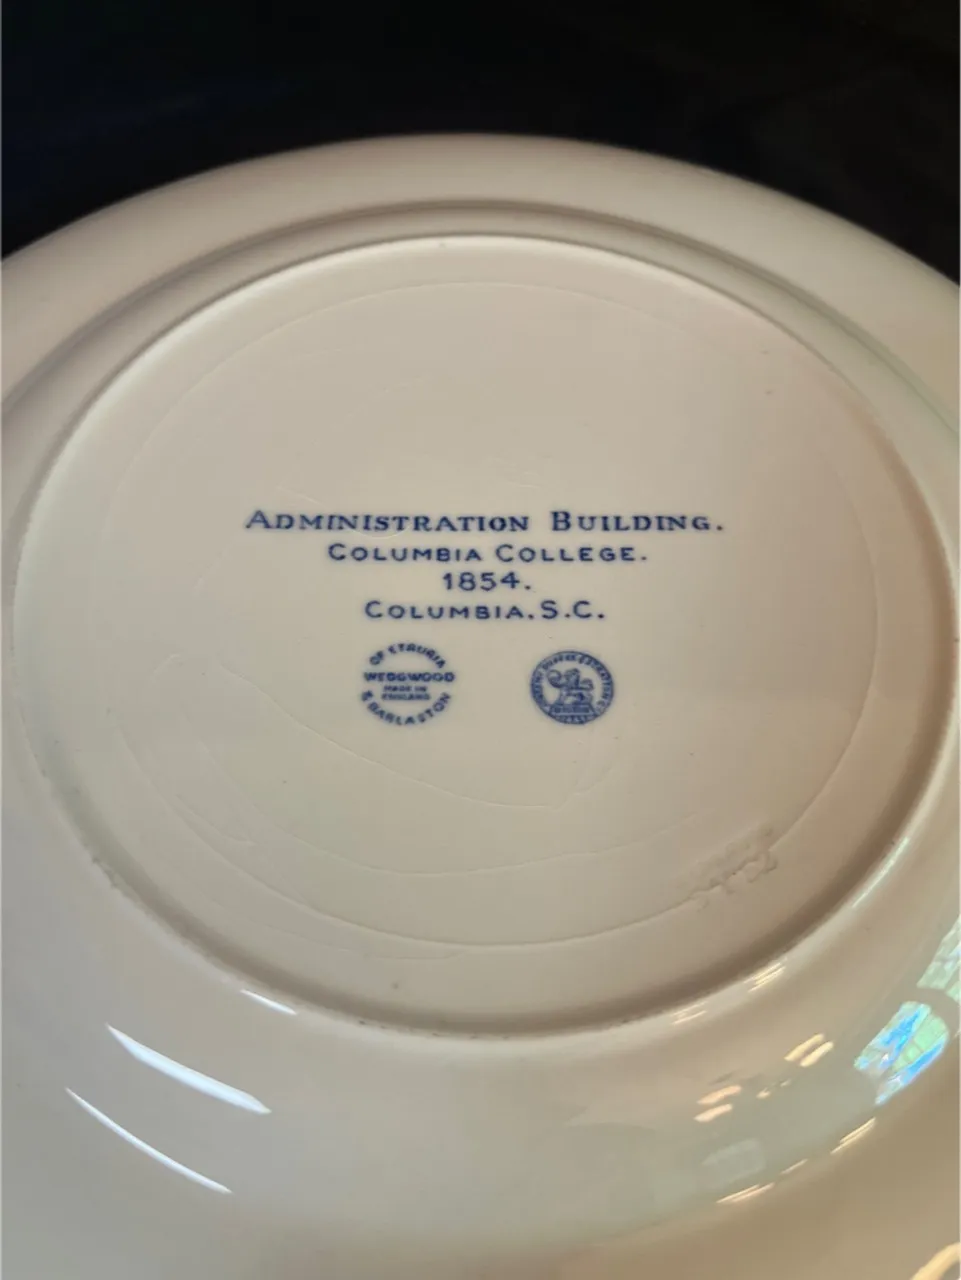 ADMINISTRATION BUILDING.
COLUMBIA COLLEGE.
1854.
COLUMBIA. S.C.
OF ETRURIA
WEDGWOOD
MADE IN
ENGLAND
& BARLASTON